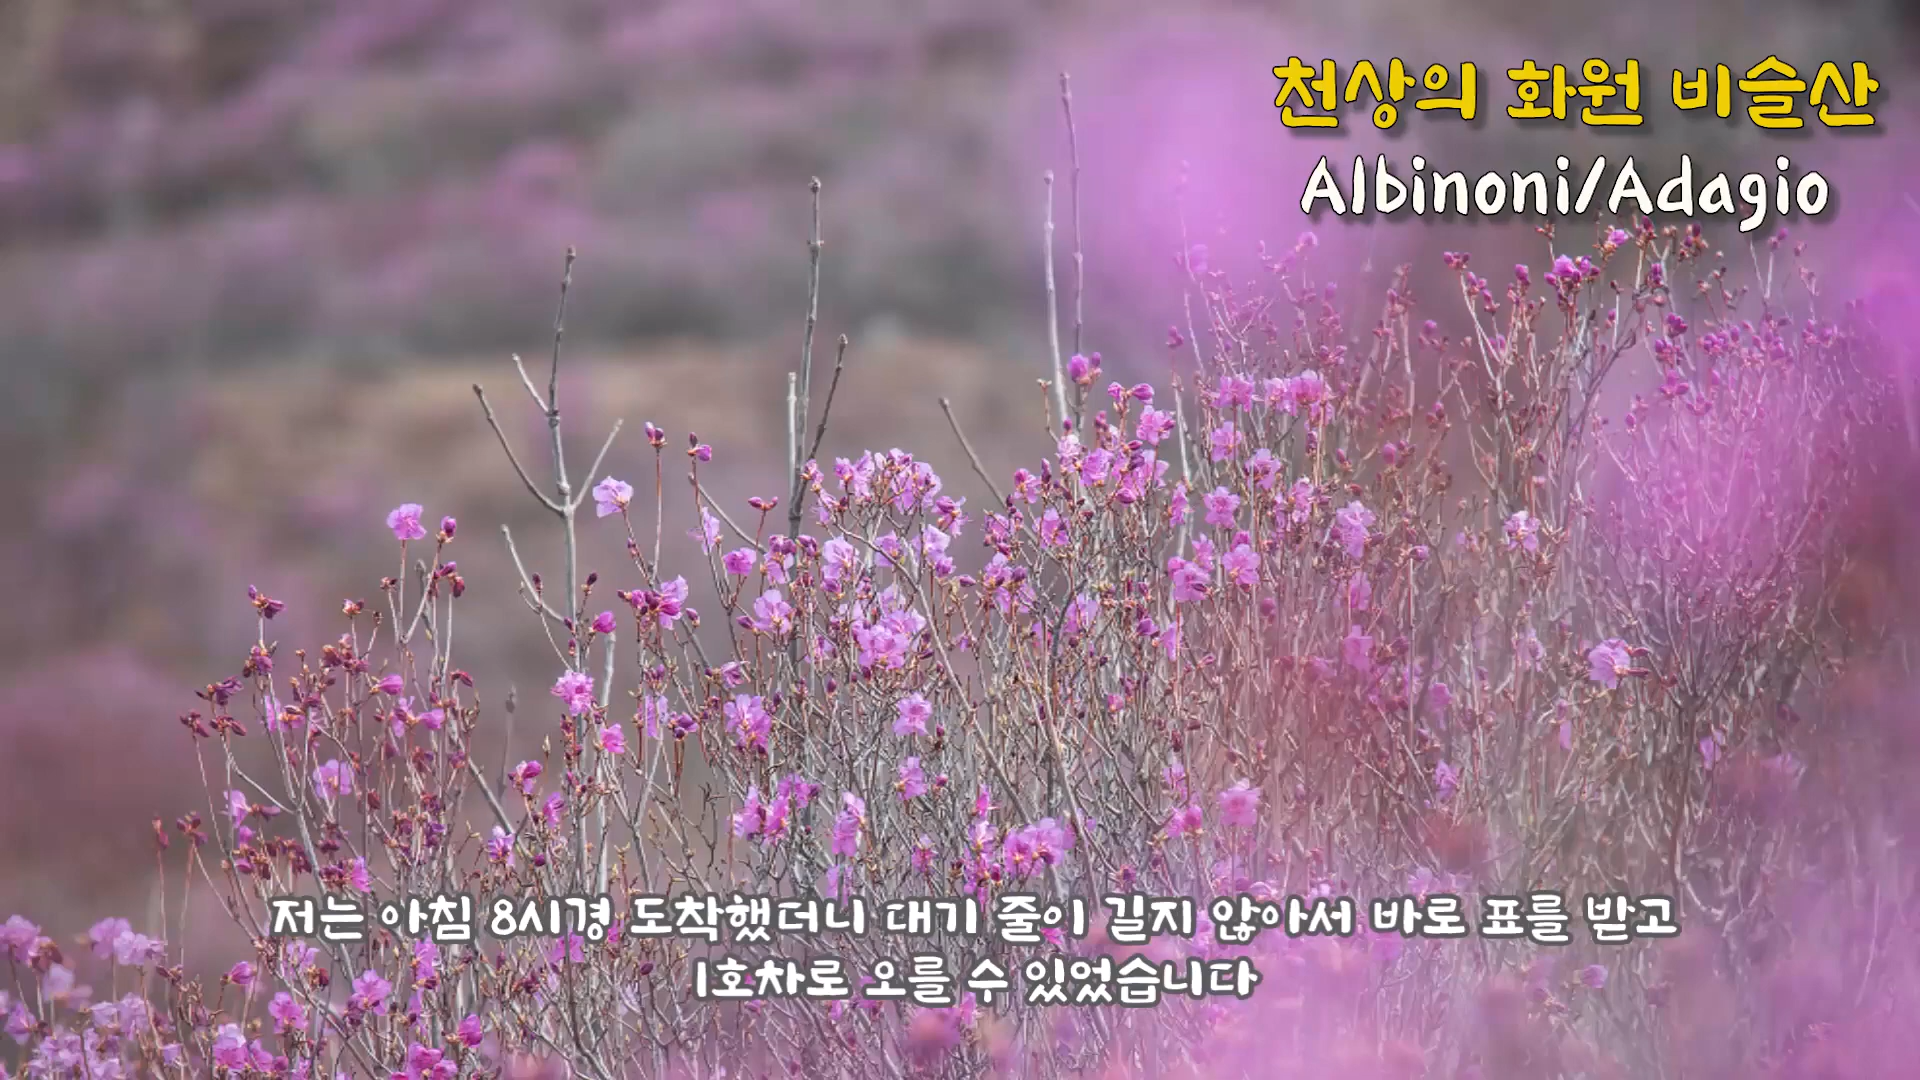 천상의 화원 비슬산
Albinoni/Adagio
저는 아침 8시경 도착했더니 대기 줄이 길지 않아서 바로 표를 받고
1호차로 오를 수 있었습니다